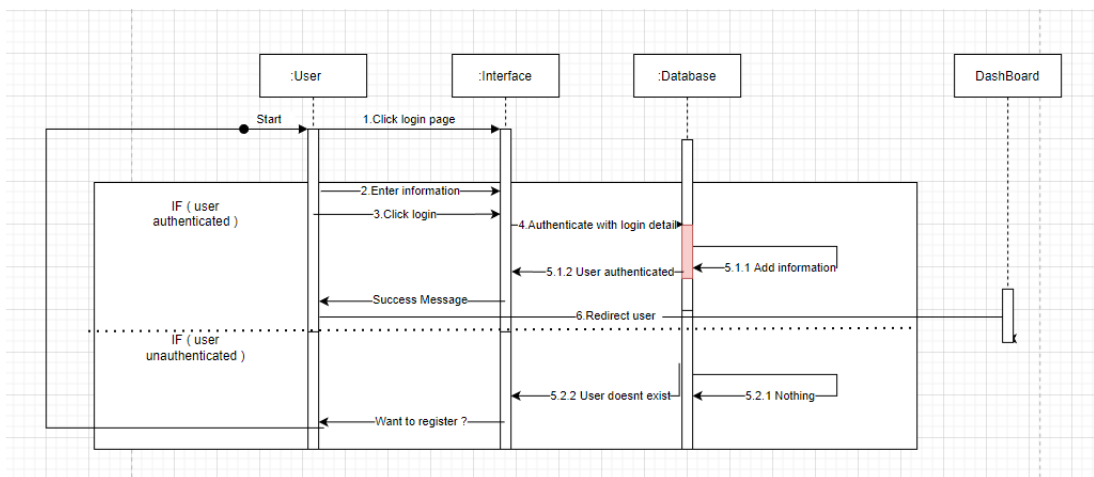 :User
:Interface
:Database
DashBoard
Start
1.Click login page
IF ( user
authenticated )
2.Enter information
3.Click login
4.Authenticate with login detail
5.1.1 Add information
5.1.2 User authenticated
Success Message
6.Redirect user
IF ( user
unauthenticated )
5.2.2 User doesnt exist
5.2.1 Nothing
Want to register ?